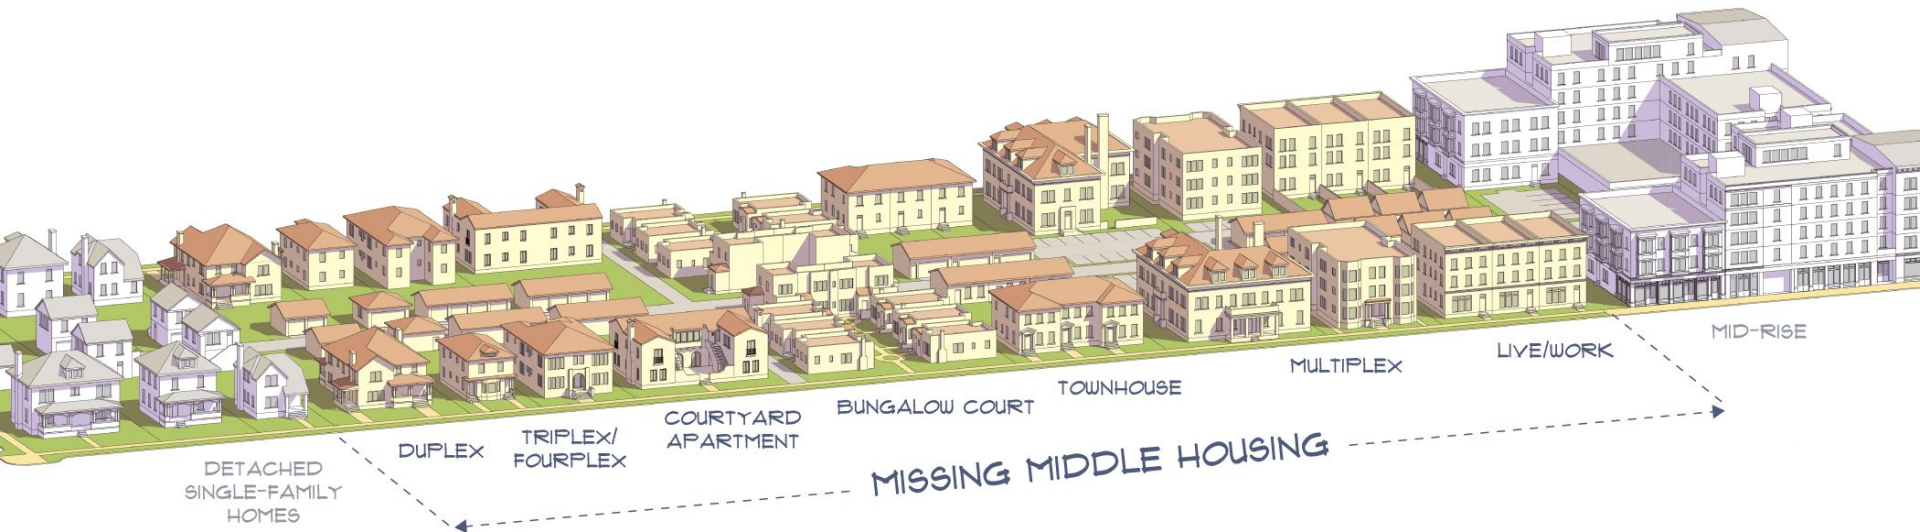 DETACHED
SINGLE-FAMILY
HOMES
DUPLEX
TRIPLEX/
FOURPLEX
COURTYARD
APARTMENT
BUNGALOW COURT
TOWNHOUSE
MULTIPLEX
LIVE/WORK
MID-RISE
MISSING MIDDLE HOUSING